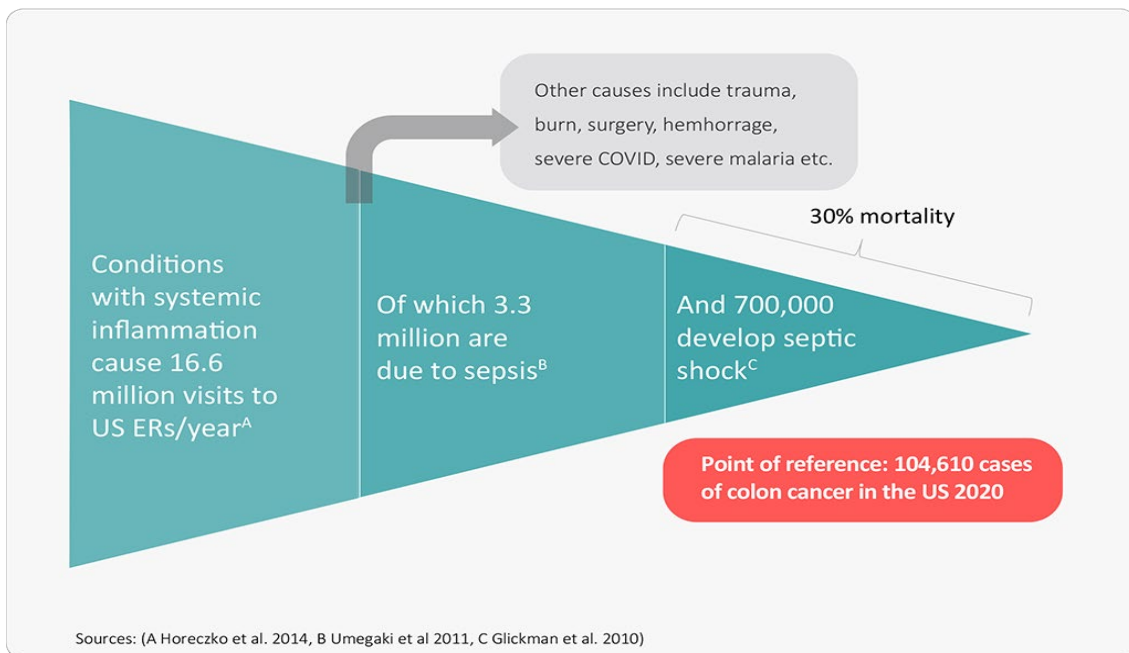 Other causes include trauma,
burn, surgery, hemhorrage,
severe COVID, severe malaria etc.
30% mortality
Conditions
with systemic
inflammation
cause 16.6
million visits to
US ERs/year^A
Of which 3.3
million are
due to sepsis^B
And 700,000
develop septic
shock^C
Point of reference: 104,610 cases
of colon cancer in the US 2020
Sources: (A Horeczko et al. 2014, B Umegaki et al 2011, C Glickman et al. 2010)